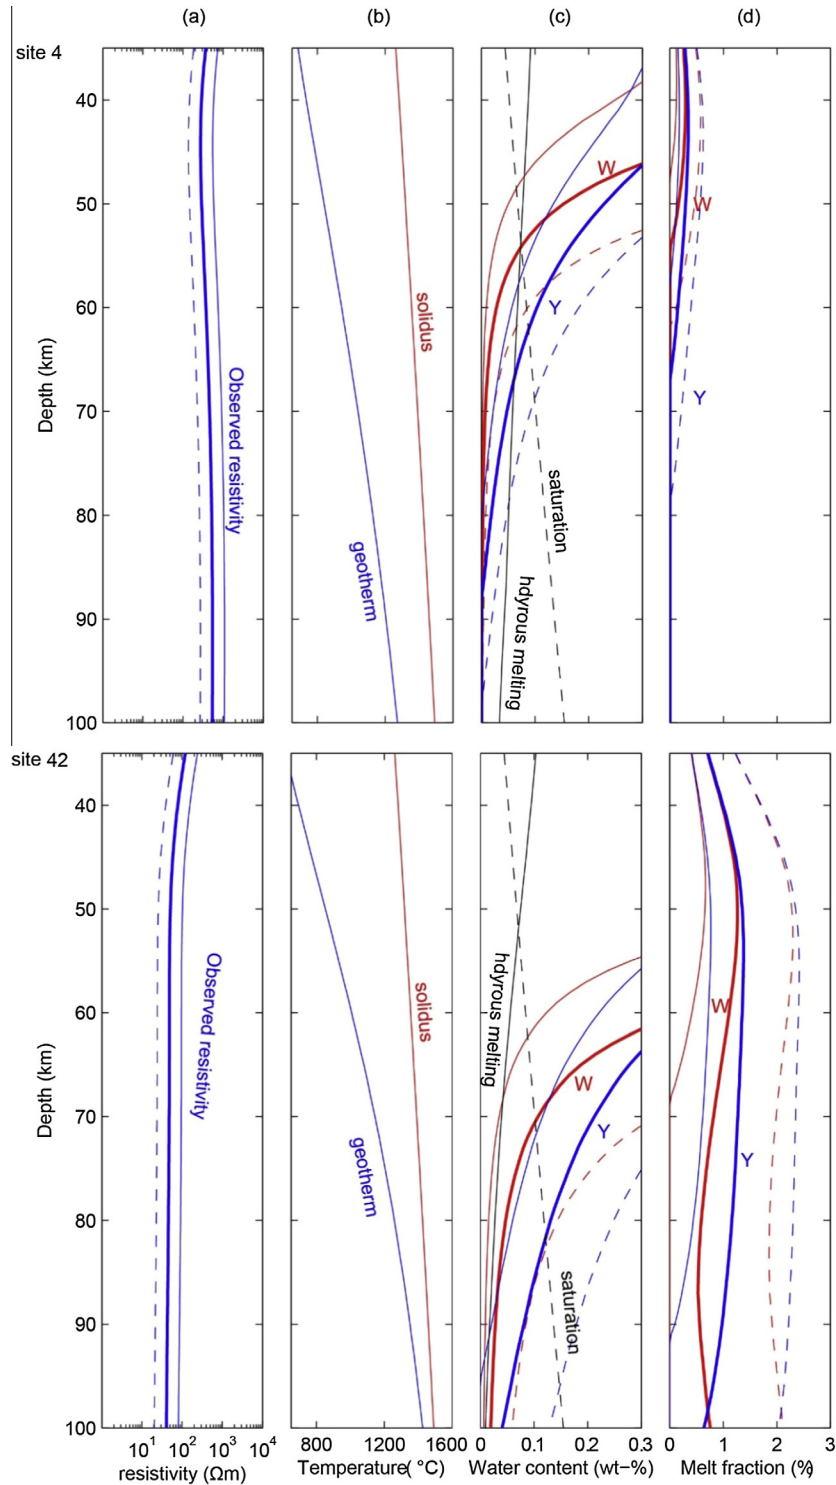 (a) (b) (c) (d)
site 4
40
50
60
70
80
90
100
Depth (km)
Observed resistivity
geotherm
solidus
W
Y
saturation
hdyrous melting
W
Y
site 42
40
50
60
70
80
90
100
Depth (km)
Observed resistivity
geotherm
solidus
hdyrous melting
W
Y
saturation
W
Y
10¹ 10² 10³ 10⁴ 800 1200 1600 0 0.1 0.2 0.3 0 1 2 3
resistivity (Ωm) Temperature( °C) Water content (wt−%) Melt fraction (%)